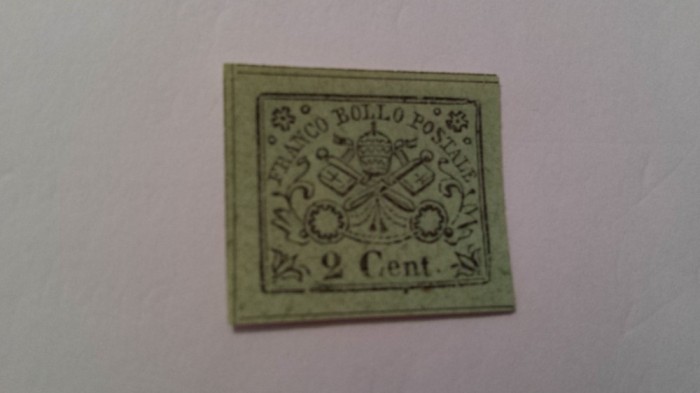 FRANCO BOLLO POSTALE
2 Cent.